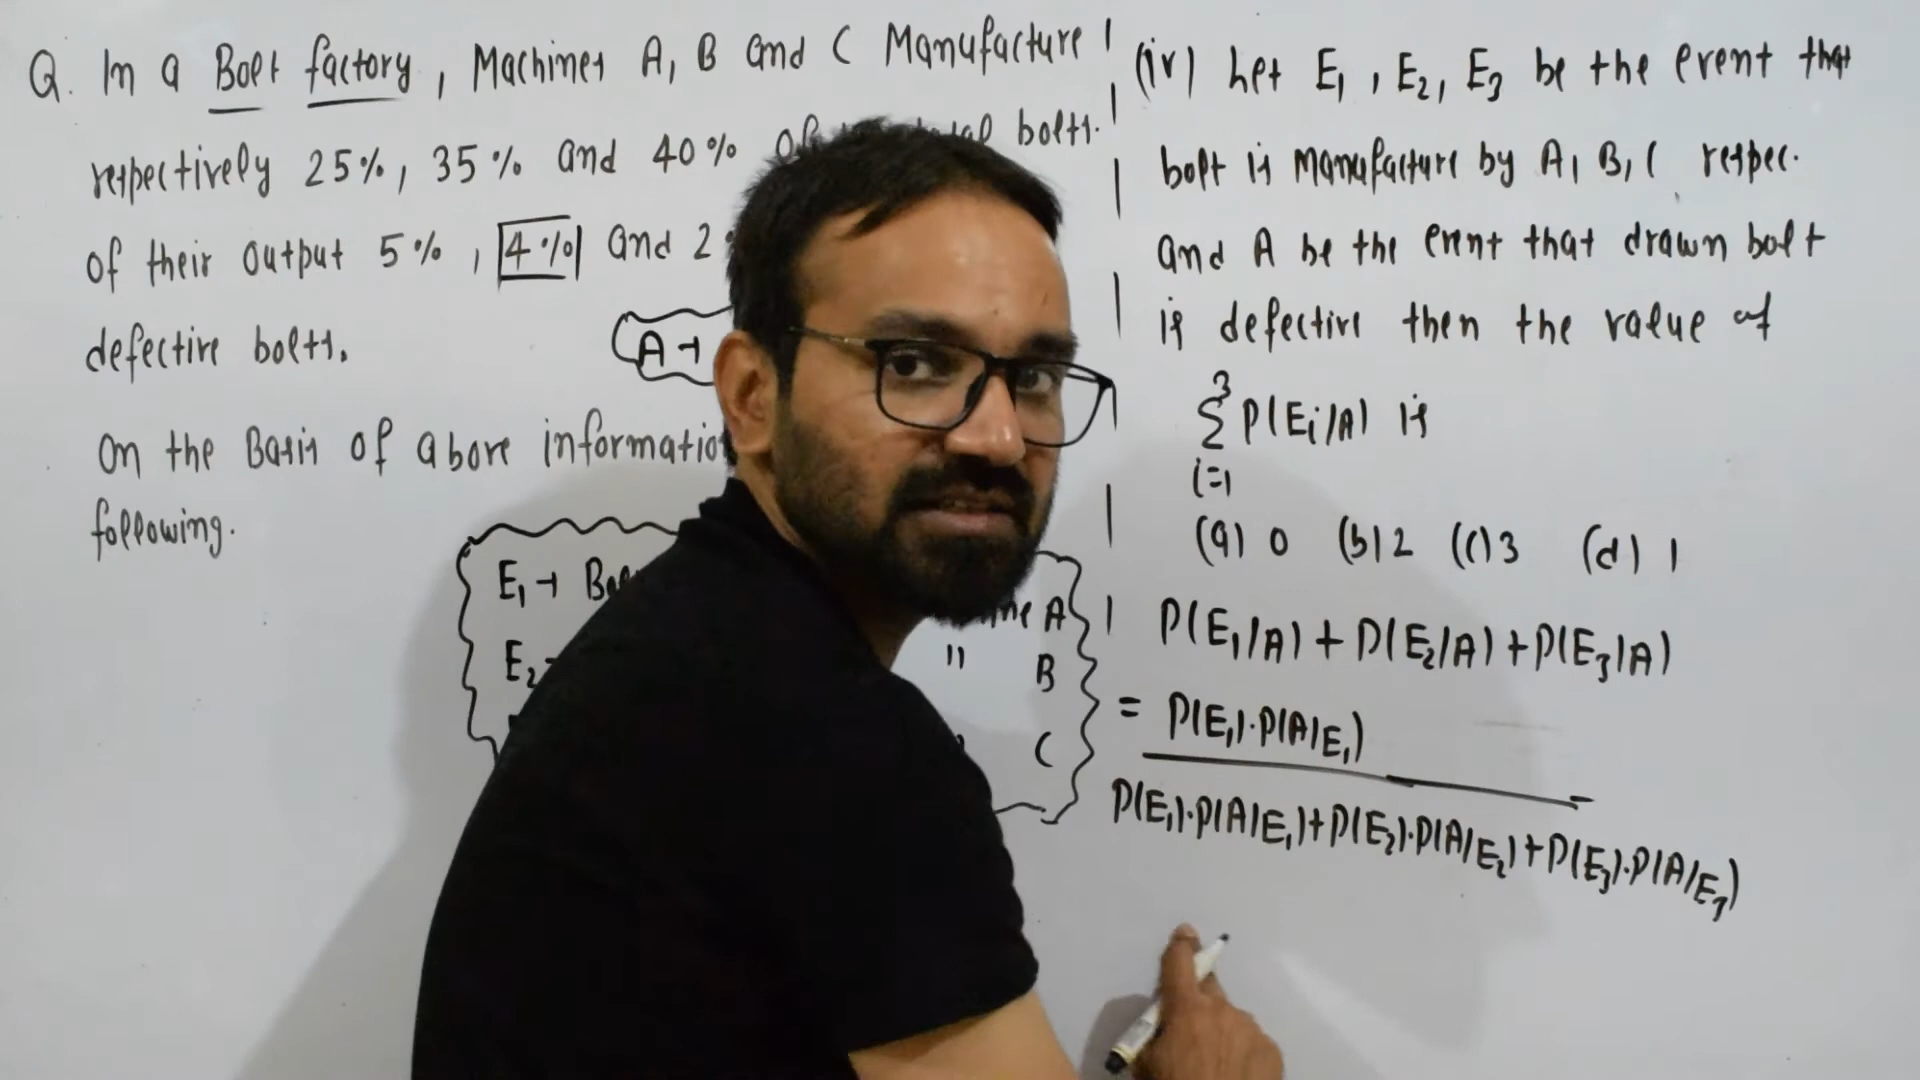 Q. In a Bolt factory, Machines A, B and C Manufacture
respectively 25%, 35% and 40% of bolts.
of their output 5%, 4% and 2
defective bolts.
A →
On the Basis of above information
following.
E₁ → A
E₂ " B
" C
(iv) Let E₁, E₂, E₃ be the event that
bolt is manufacture by A, B, C respec.
and A be the event that drawn bolt
is defective then the value of
3
Σ P(Ei/A) is
i=1
(a) 0 (b) 2 (c) 3 (d) 1
P(E₁/A) + P(E₂/A) + P(E₃/A)
= P(E₁).P(A/E₁)
P(E₁).P(A/E₁)+P(E₂).P(A/E₂)+P(E₃).P(A/E₃)